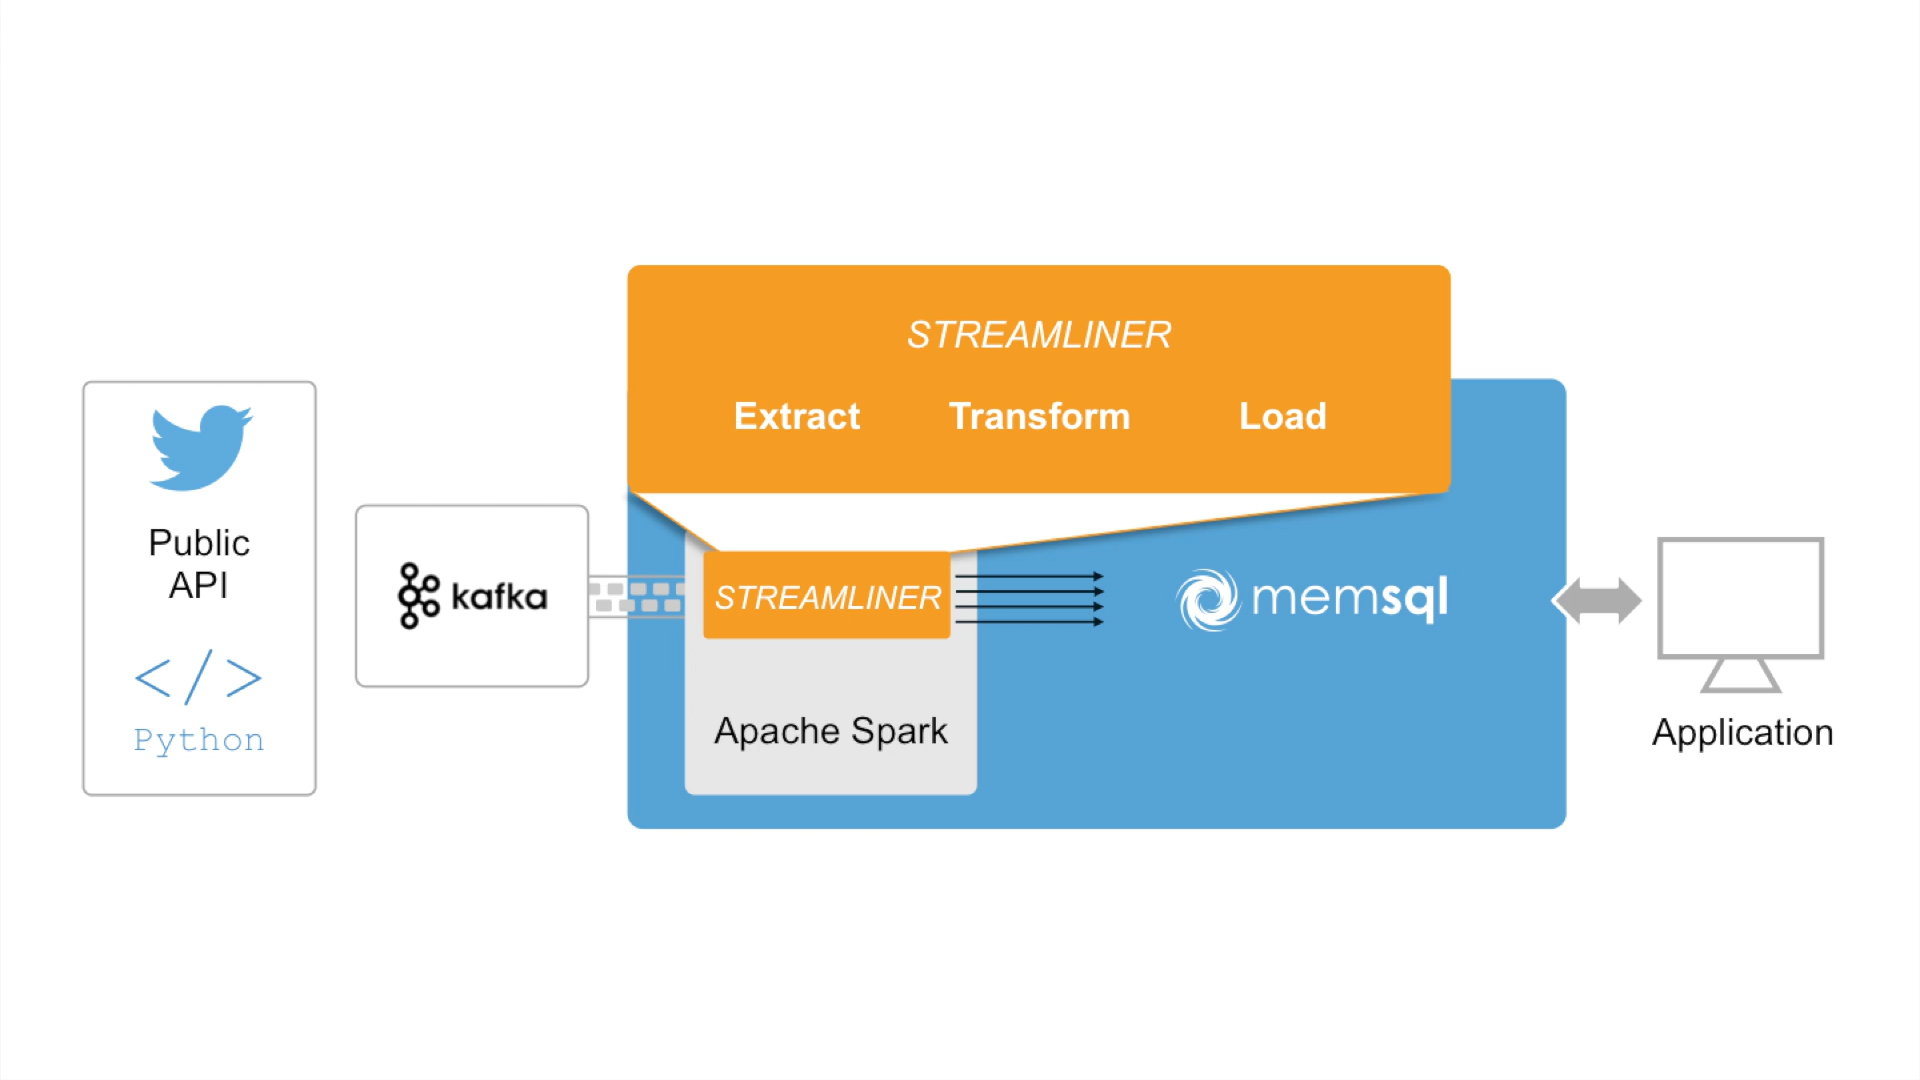 Public
API
</>
Python
kafka
STREAMLINER
Extract Transform Load
STREAMLINER
Apache Spark
memsql
Application